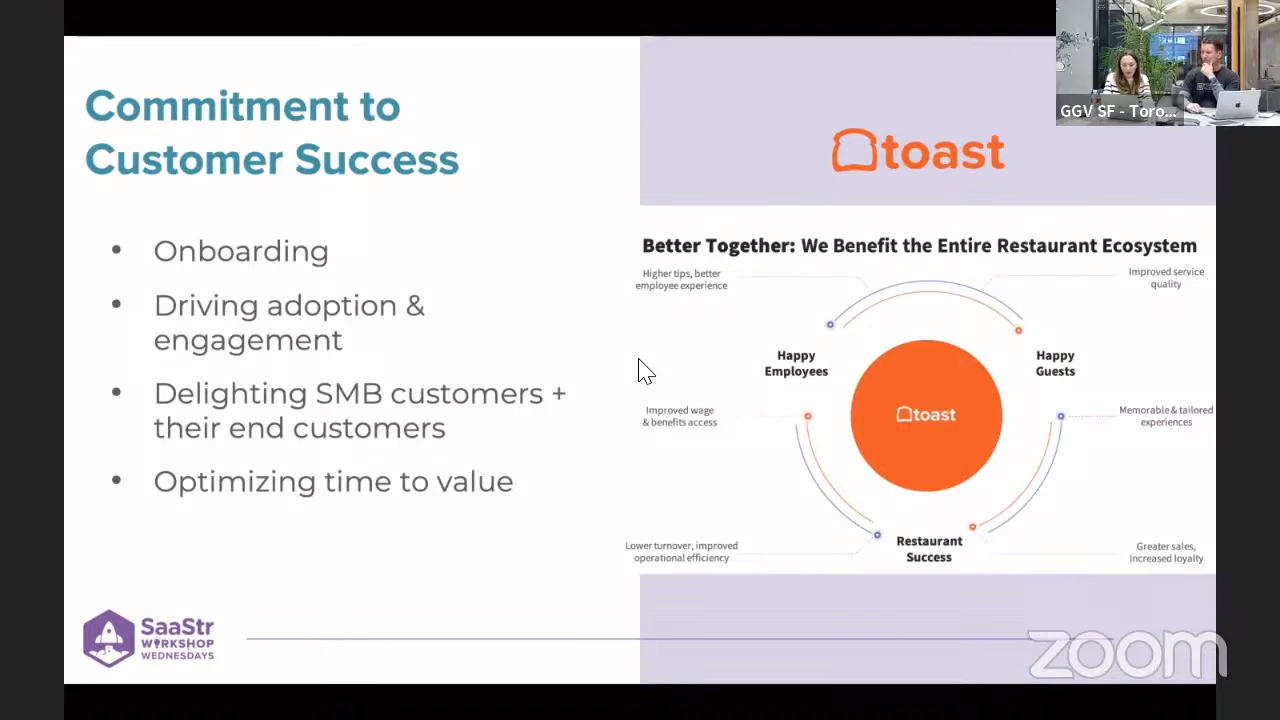 Commitment to
Customer Success
• Onboarding
• Driving adoption &
engagement
• Delighting SMB customers +
their end customers
• Optimizing time to value
SaaStr
WORKSHOP
WEDNESDAYS
toast
Better Together: We Benefit the Entire Restaurant Ecosystem
Higher tips, better
employee experience
Improved service
quality
Happy
Employees
Happy
Guests
toast
Improved wage
& benefits access
Memorable & tailored
experiences
Restaurant
Success
Lower turnover, improved
operational efficiency
Greater sales,
Increased loyalty
GGV SF - Toro...
zoom